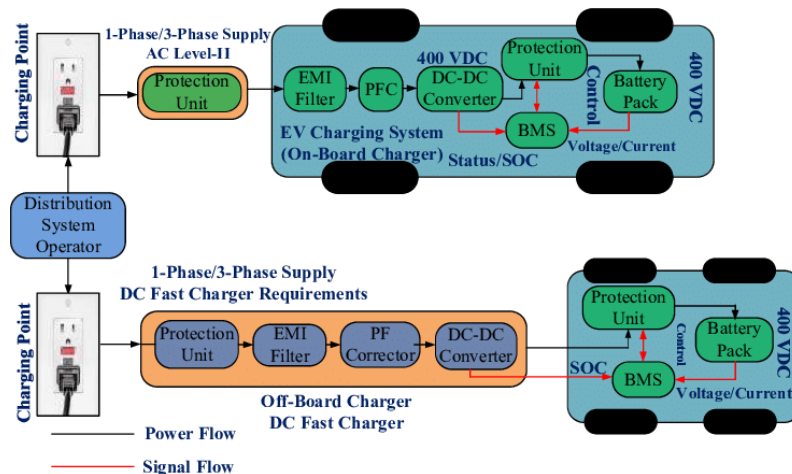 1-Phase/3-Phase Supply
AC Level-II
Charging Point
Protection
Unit
EMI
Filter
PFC
400 VDC
DC-DC
Converter
Protection
Unit
Control
Battery
Pack
400 VDC
BMS
EV Charging System
(On-Board Charger)
Status/SOC
Voltage/Current
Distribution
System
Operator
1-Phase/3-Phase Supply
DC Fast Charger Requirements
Charging Point
Protection
Unit
EMI
Filter
PF
Corrector
DC-DC
Converter
Protection
Unit
Control
Battery
Pack
400 VDC
SOC
BMS
Voltage/Current
Off-Board Charger
DC Fast Charger
Power Flow
Signal Flow